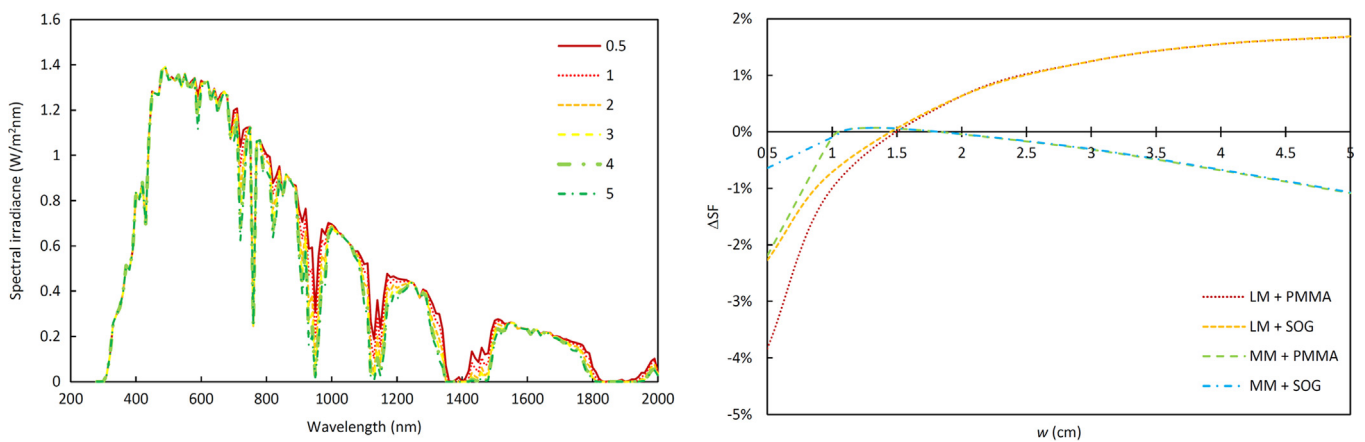 1.6
1.4
1.2
1
0.8
0.6
0.4
0.2
0
200 400 600 800 1000 1200 1400 1600 1800 2000
Wavelength (nm)
Spectral irradiacne (W/m²nm)
0.5
1
2
3
4
5
2%
1%
0%
-1%
-2%
-3%
-4%
-5%
0.5 1 1.5 2 2.5 3 3.5 4 4.5 5
w (cm)
ΔSF
LM + PMMA
LM + SOG
MM + PMMA
MM + SOG